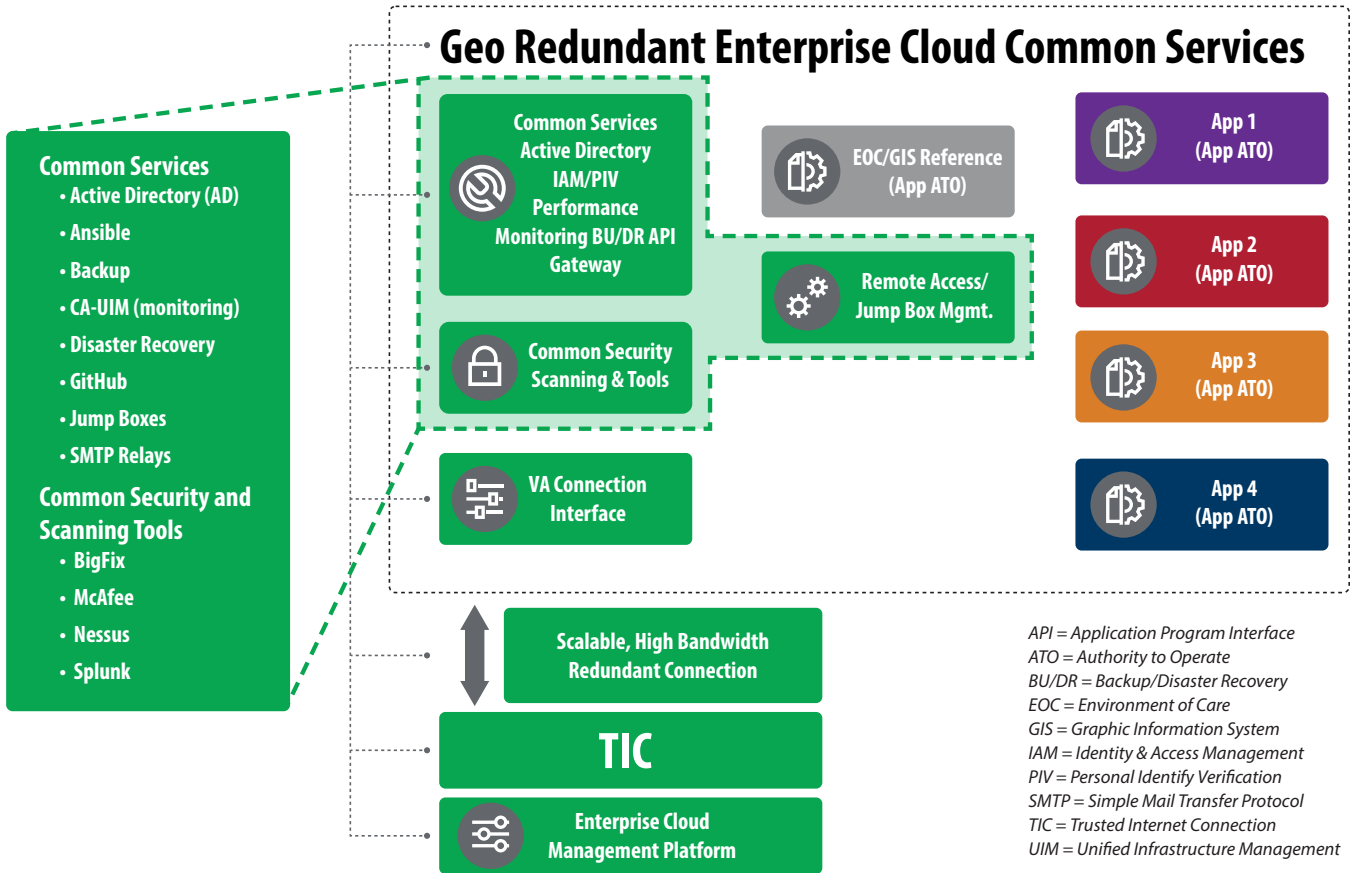 Geo Redundant Enterprise Cloud Common Services
Common Services
• Active Directory (AD)
• Ansible
• Backup
• CA-UIM (monitoring)
• Disaster Recovery
• GitHub
• Jump Boxes
• SMTP Relays
Common Security and
Scanning Tools
• BigFix
• McAfee
• Nessus
• Splunk
Common Services
Active Directory
IAM/PIV
Performance
Monitoring BU/DR API
Gateway
Common Security
Scanning & Tools
VA Connection
Interface
EOC/GIS Reference
(App ATO)
Remote Access/
Jump Box Mgmt.
App 1
(App ATO)
App 2
(App ATO)
App 3
(App ATO)
App 4
(App ATO)
Scalable, High Bandwidth
Redundant Connection
TIC
Enterprise Cloud
Management Platform
API = Application Program Interface
ATO = Authority to Operate
BU/DR = Backup/Disaster Recovery
EOC = Environment of Care
GIS = Graphic Information System
IAM = Identity & Access Management
PIV = Personal Identify Verification
SMTP = Simple Mail Transfer Protocol
TIC = Trusted Internet Connection
UIM = Unified Infrastructure Management